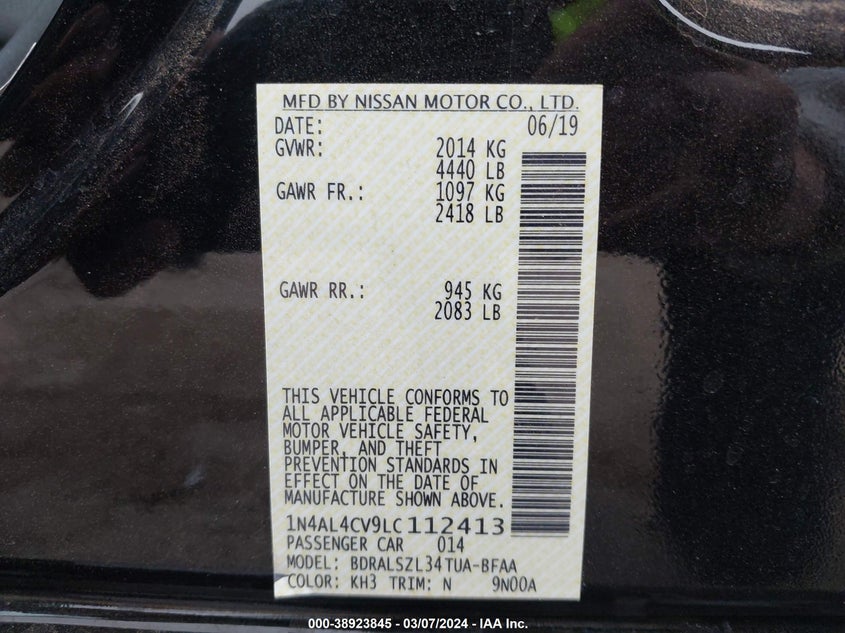 MFD BY NISSAN MOTOR CO., LTD.
DATE: 06/19
GVWR: 2014 KG
4440 LB
GAWR FR.: 1097 KG
2418 LB
GAWR RR.: 945 KG
2083 LB
THIS VEHICLE CONFORMS TO
ALL APPLICABLE FEDERAL
MOTOR VEHICLE SAFETY,
BUMPER, AND THEFT
PREVENTION STANDARDS IN
EFFECT ON THE DATE OF
MANUFACTURE SHOWN ABOVE.
1N4AL4CV9LC112413
PASSENGER CAR 014
MODEL: BDRALSZL34TUA-BFAA
COLOR: KH3 TRIM: N 9N00A
000-38923845 - 03/07/2024 - IAA Inc.